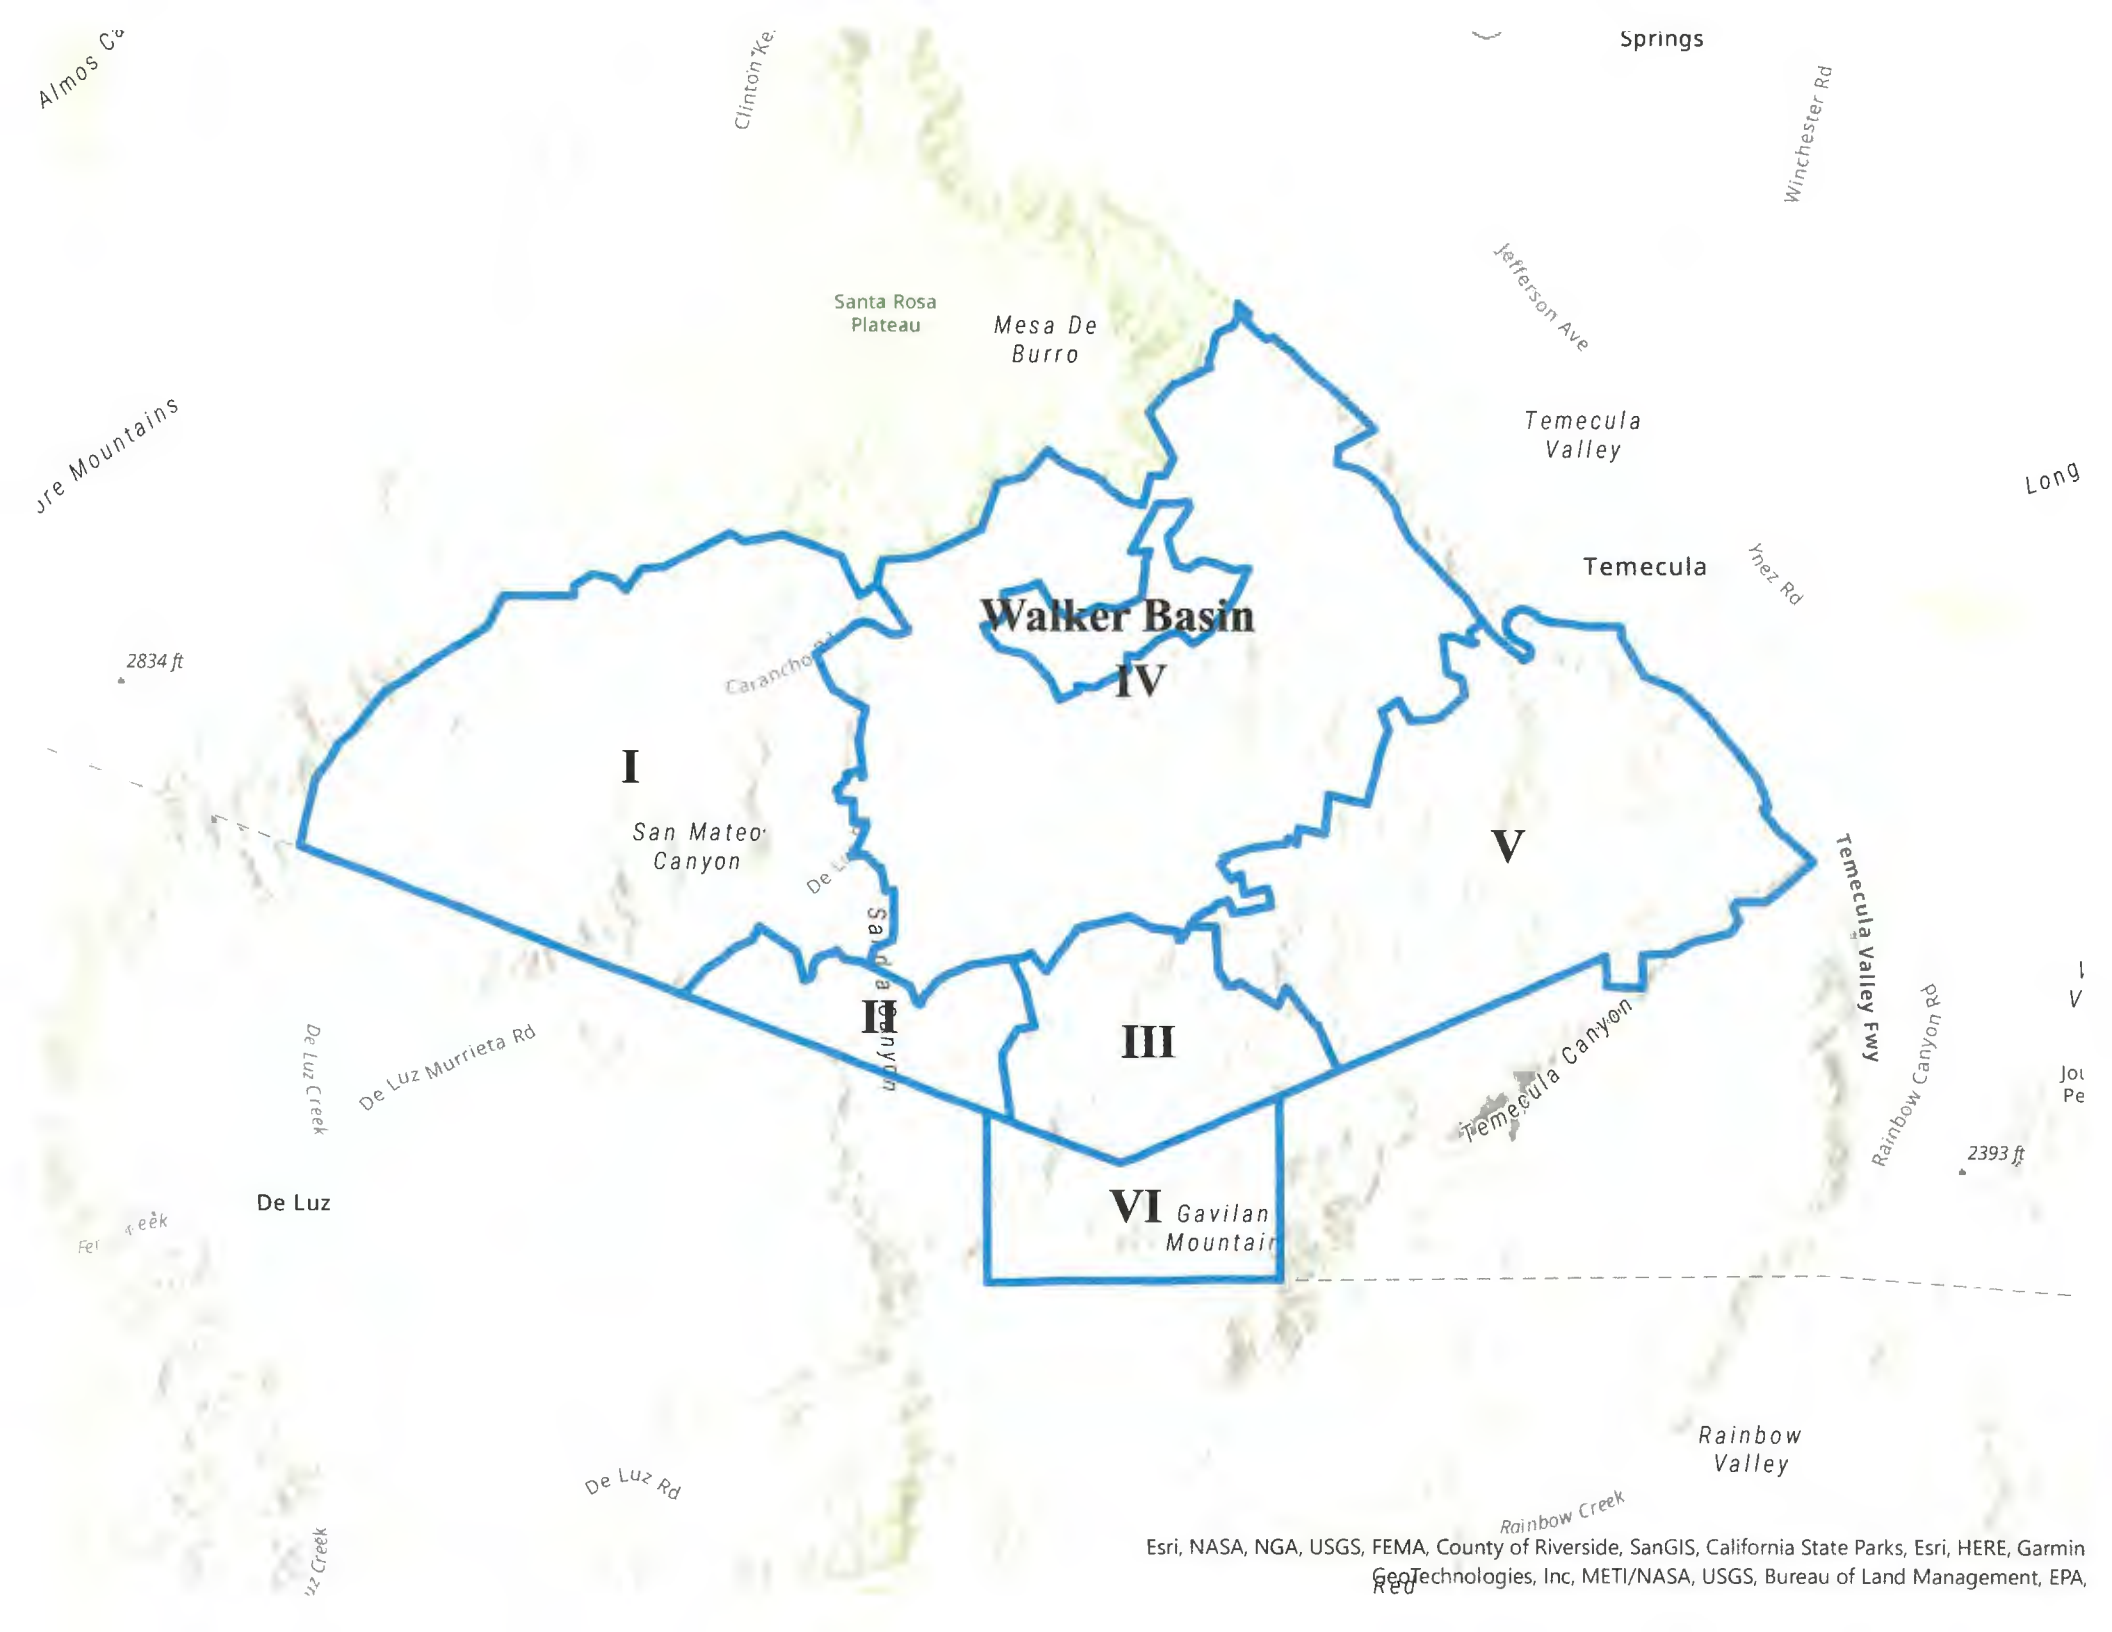 Almos
Clinton Ke.
Springs
Winchester Rd
Santa Rosa
Plateau
Mesa De
Burro
Jefferson Ave
Temecula
Valley
Mountains
Long
Temecula
Ynez Rd
Walker Basin
IV
2834 ft
Carancho
I
San Mateo
Canyon
De
V
Temecula Valley Fwy
II
Canyon
III
Temecula Canyon
De Luz Creek
De Luz Murrieta Rd
Rainbow Canyon Rd
V
Pe
2393 ft
De Luz
VI
Gavilan
Mountain
Rainbow
Valley
De Luz Rd
Rainbow Creek
Creek
Esri, NASA, NGA, USGS, FEMA, County of Riverside, SanGIS, California State Parks, Esri, HERE, Garmin
GeoTechnologies, Inc, METI/NASA, USGS, Bureau of Land Management, EPA,